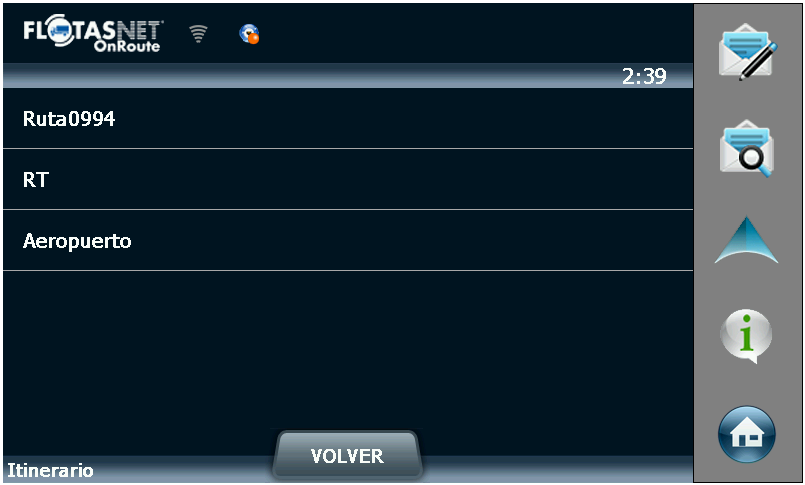 FLOTASNET
OnRoute
2:39
Ruta0994
RT
Aeropuerto
VOLVER
Itinerario